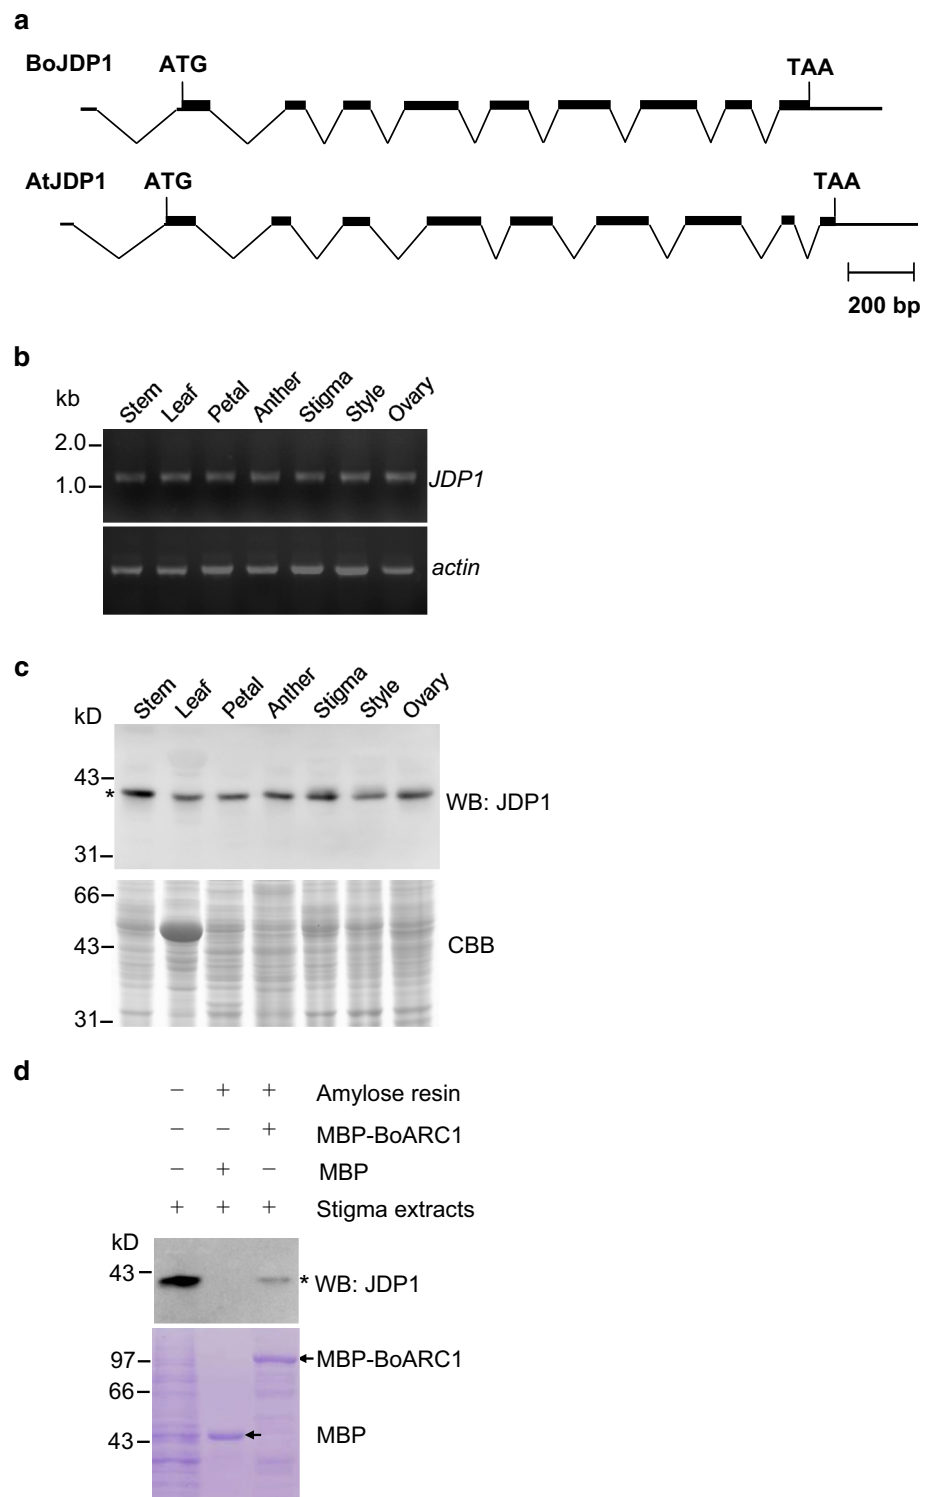 a
BoJDP1 ATG TAA
AtJDP1 ATG TAA
200 bp
b
kb Stem Leaf Petal Anther Stigma Style Ovary
2.0
1.0 JDP1
actin
c
kD Stem Leaf Petal Anther Stigma Style Ovary
43
* WB: JDP1
31
66
43 CBB
31
d
− + + Amylose resin
− − + MBP-BoARC1
− + − MBP
+ + + Stigma extracts
kD
43 * WB: JDP1
97 MBP-BoARC1
66
43 MBP